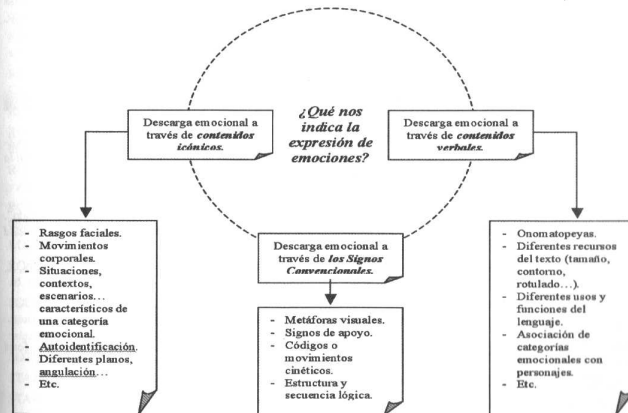 ¿Qué nos
indica la
expresión de
emociones?
Descarga emocional a
través de contenidos
icónicos.
Descarga emocional a
través de contenidos
verbales.
Descarga emocional a
través de los Signos
Convencionales.
- Rasgos faciales.
- Movimientos
corporales.
- Situaciones,
contextos,
escenarios…
característicos de
una categoría
emocional.
- Autoidentificación.
- Diferentes planos,
angulación…
- Etc.
- Metáforas visuales.
- Signos de apoyo.
- Códigos o
movimientos
cinéticos.
- Estructura y
secuencia lógica.
- Onomatopeyas.
- Diferentes recursos
del texto (tamaño,
contorno,
rotulado…).
- Diferentes usos y
funciones del
lenguaje.
- Asociación de
categorías
emocionales con
personajes.
- Etc.